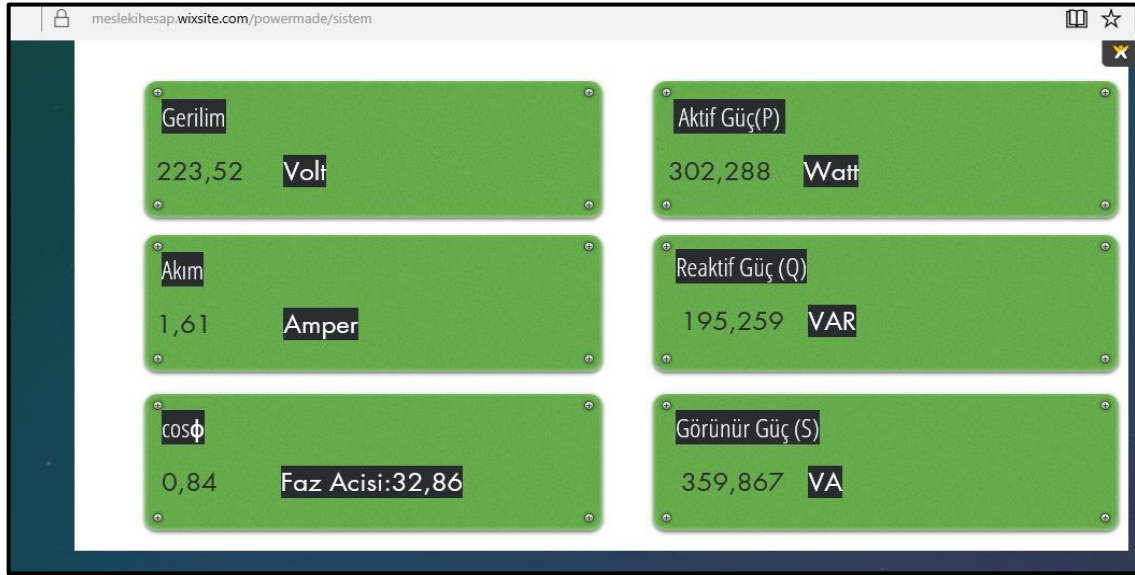 meslekihesap.wixsite.com/powermade/sistem
Gerilim
223,52 Volt
Akım
1,61 Amper
cosϕ
0,84 Faz Acisi:32,86
Aktif Güç(P)
302,288 Watt
Reaktif Güç (Q)
195,259 VAR
Görünür Güç (S)
359,867 VA